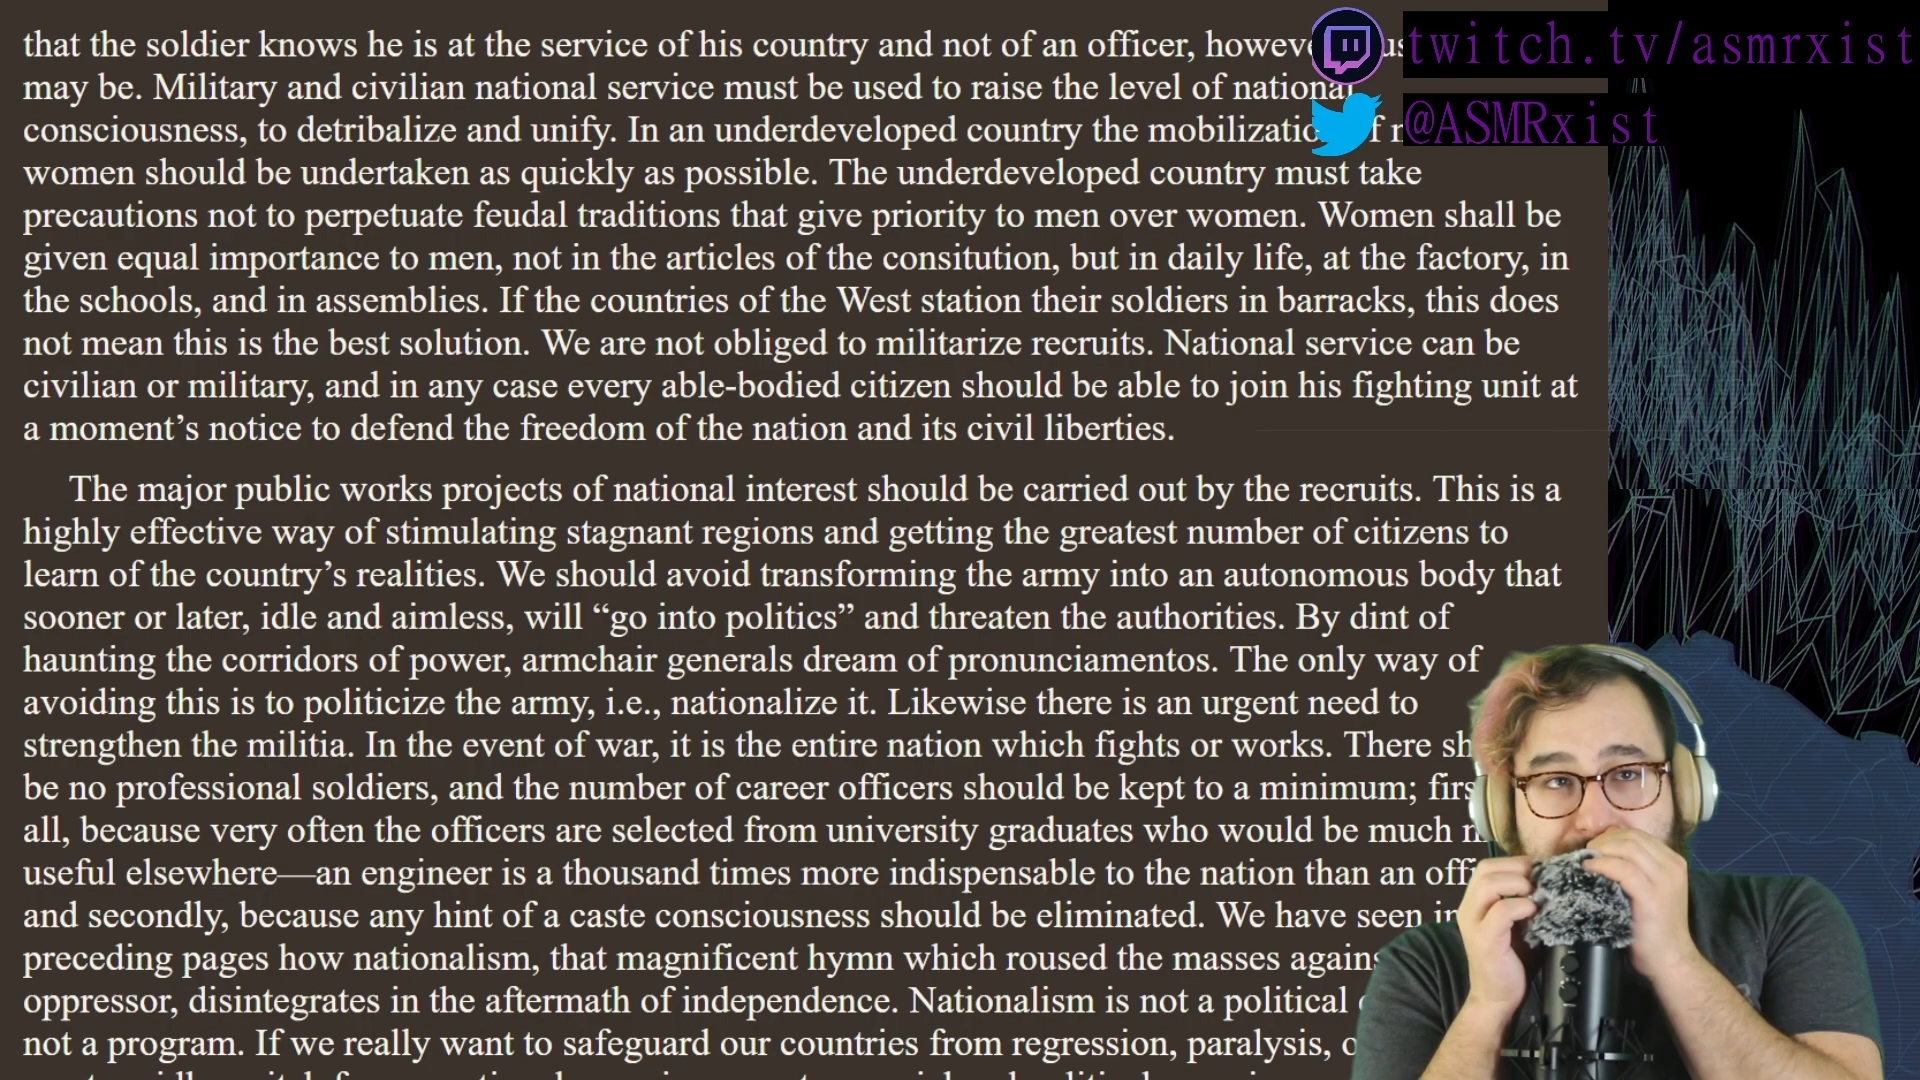 that the soldier knows he is at the service of his country and not of an officer,
twitch.tv/asmrxist
may be. Military and civilian national service must be used to raise the level of national
consciousness, to detribalize and unify. In an underdeveloped country the
@ASMRxist
women should be undertaken as quickly as possible. The underdeveloped country must take
precautions not to perpetuate feudal traditions that give priority to men over women. Women shall be
given equal importance to men, not in the articles of the consitution, but in daily life, at the factory, in
the schools, and in assemblies. If the countries of the West station their soldiers in barracks, this does
not mean this is the best solution. We are not obliged to militarize recruits. National service can be
civilian or military, and in any case every able-bodied citizen should be able to join his fighting unit at
a moment’s notice to defend the freedom of the nation and its civil liberties.
The major public works projects of national interest should be carried out by the recruits. This is a
highly effective way of stimulating stagnant regions and getting the greatest number of citizens to
learn of the country’s realities. We should avoid transforming the army into an autonomous body that
sooner or later, idle and aimless, will “go into politics” and threaten the authorities. By dint of
haunting the corridors of power, armchair generals dream of pronunciamentos. The only way of
avoiding this is to politicize the army, i.e., nationalize it. Likewise there is an urgent need to
strengthen the militia. In the event of war, it is the entire nation which fights or works. There
be no professional soldiers, and the number of career officers should be kept to a minimum;
all, because very often the officers are selected from university graduates who would be much
useful elsewhere—an engineer is a thousand times more indispensable to the nation than an
and secondly, because any hint of a caste consciousness should be eliminated. We have seen
preceding pages how nationalism, that magnificent hymn which roused the masses
oppressor, disintegrates in the aftermath of independence. Nationalism is not a political
not a program. If we really want to safeguard our countries from regression, paralysis,